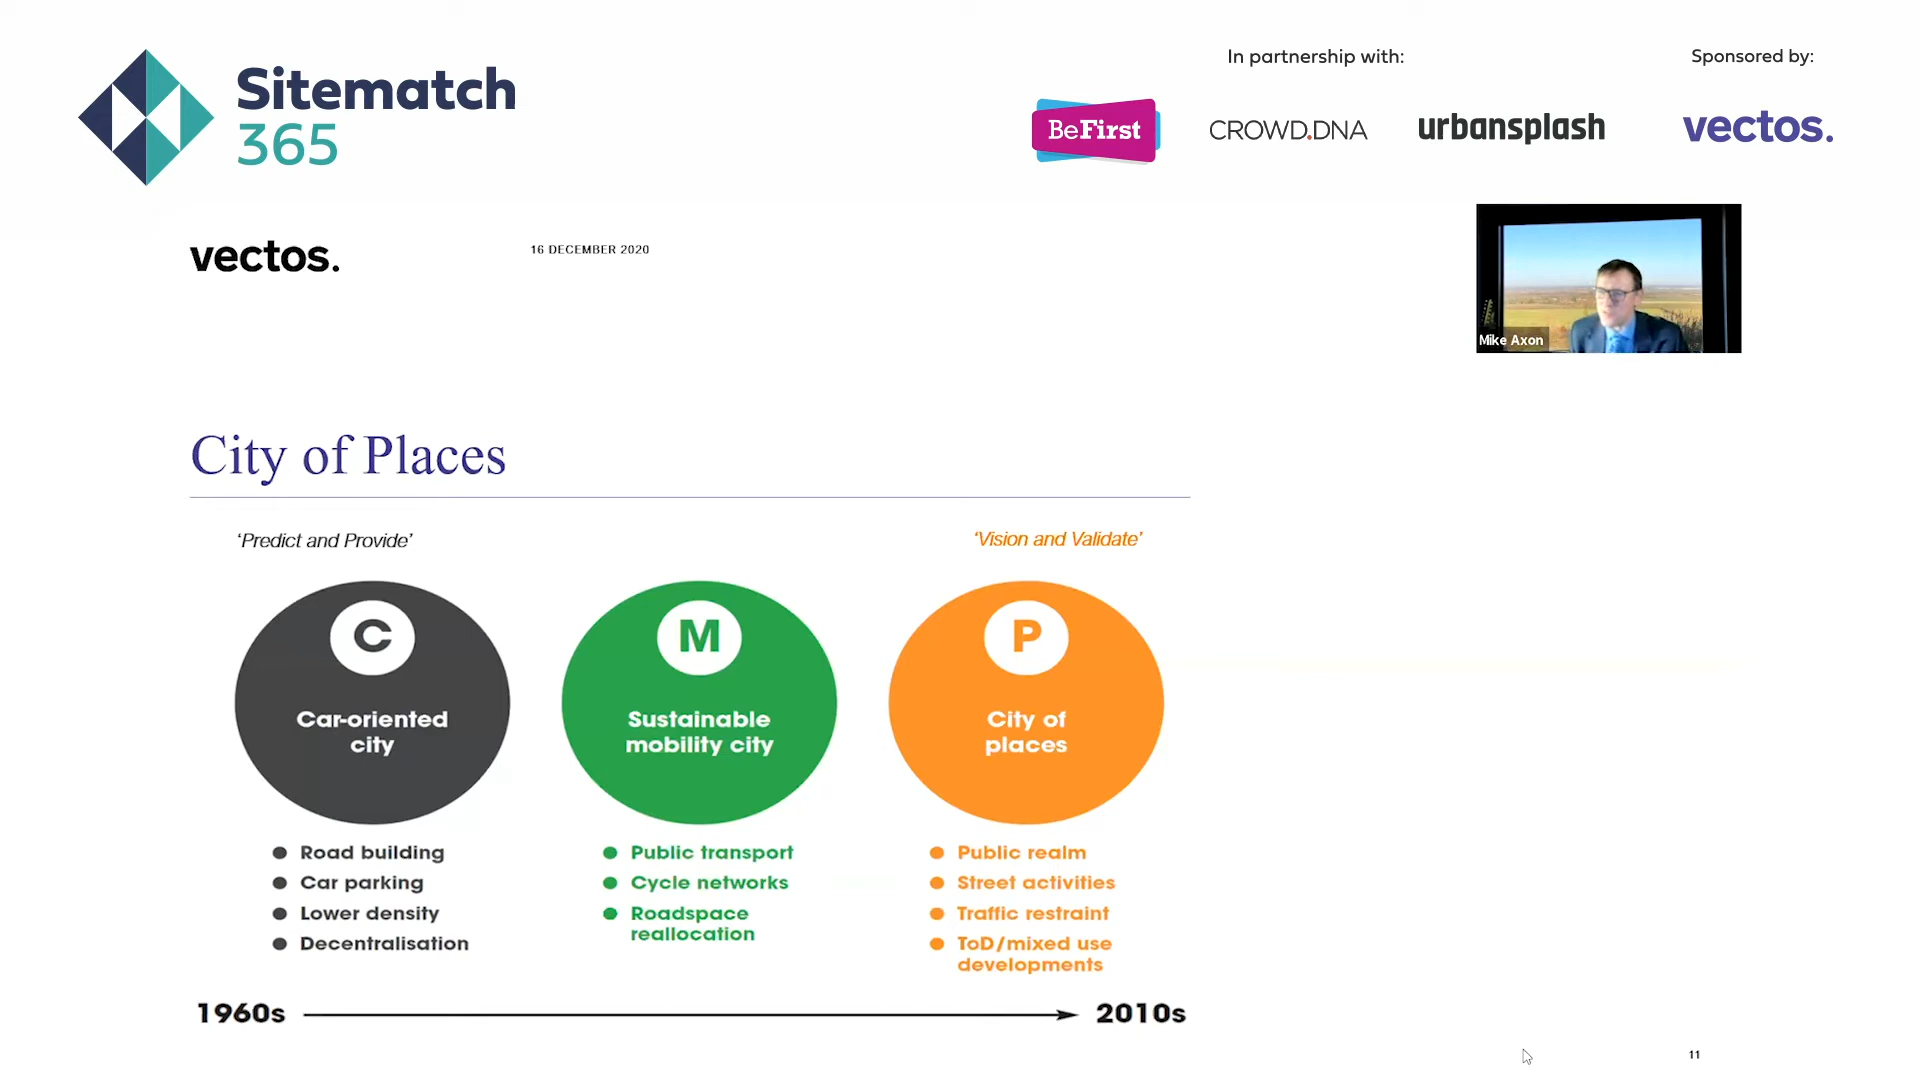 Sitematch
365
In partnership with:
Sponsored by:
BeFirst
CROWD.DNA
urbansplash
vectos.
vectos.
16 DECEMBER 2020
Mike Axon
City of Places
‘Predict and Provide’
‘Vision and Validate’
C
Car-oriented
city
M
Sustainable
mobility city
P
City of
places
Road building
Car parking
Lower density
Decentralisation
Public transport
Cycle networks
Roadspace
reallocation
Public realm
Street activities
Traffic restraint
ToD/mixed use
developments
1960s
2010s
11